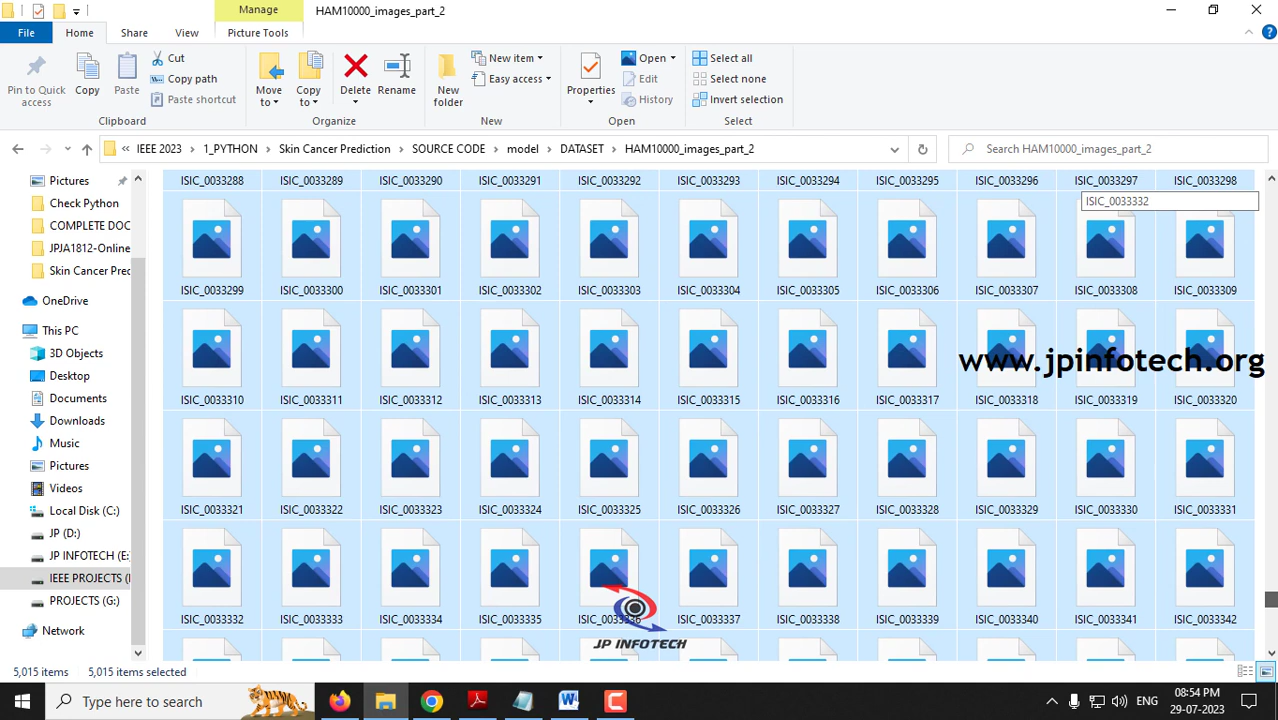 Manage
HAM10000_images_part_2
File
Home
Share
View
Picture Tools
Pin to Quick access
Copy
Paste
Cut
Copy path
Paste shortcut
Clipboard
Move to
Copy to
Delete
Rename
Organize
New folder
New item
Easy access
New
Properties
Open
Edit
History
Open
Select all
Select none
Invert selection
Select
« IEEE 2023 > 1_PYTHON > Skin Cancer Prediction > SOURCE CODE > model > DATASET > HAM10000_images_part_2
Search HAM10000_images_part_2
Pictures
Check Python
COMPLETE DOC
JPJA1812-Online
Skin Cancer Pred
OneDrive
This PC
3D Objects
Desktop
Documents
Downloads
Music
Pictures
Videos
Local Disk (C:)
JP (D:)
JP INFOTECH (E:
IEEE PROJECTS (
PROJECTS (G:)
Network
ISIC_0033288 ISIC_0033289 ISIC_0033290 ISIC_0033291 ISIC_0033292 ISIC_0033293 ISIC_0033294 ISIC_0033295 ISIC_0033296 ISIC_0033297 ISIC_0033298
ISIC_0033332
ISIC_0033299 ISIC_0033300 ISIC_0033301 ISIC_0033302 ISIC_0033303 ISIC_0033304 ISIC_0033305 ISIC_0033306 ISIC_0033307 ISIC_0033308 ISIC_0033309
www.jpinfotech.org
ISIC_0033310 ISIC_0033311 ISIC_0033312 ISIC_0033313 ISIC_0033314 ISIC_0033315 ISIC_0033316 ISIC_0033317 ISIC_0033318 ISIC_0033319 ISIC_0033320
ISIC_0033321 ISIC_0033322 ISIC_0033323 ISIC_0033324 ISIC_0033325 ISIC_0033326 ISIC_0033327 ISIC_0033328 ISIC_0033329 ISIC_0033330 ISIC_0033331
ISIC_0033332 ISIC_0033333 ISIC_0033334 ISIC_0033335 ISIC_0033336 ISIC_0033337 ISIC_0033338 ISIC_0033339 ISIC_0033340 ISIC_0033341 ISIC_0033342
JP INFOTECH
5,015 items 5,015 items selected
Type here to search
ENG
08:54 PM
29-07-2023